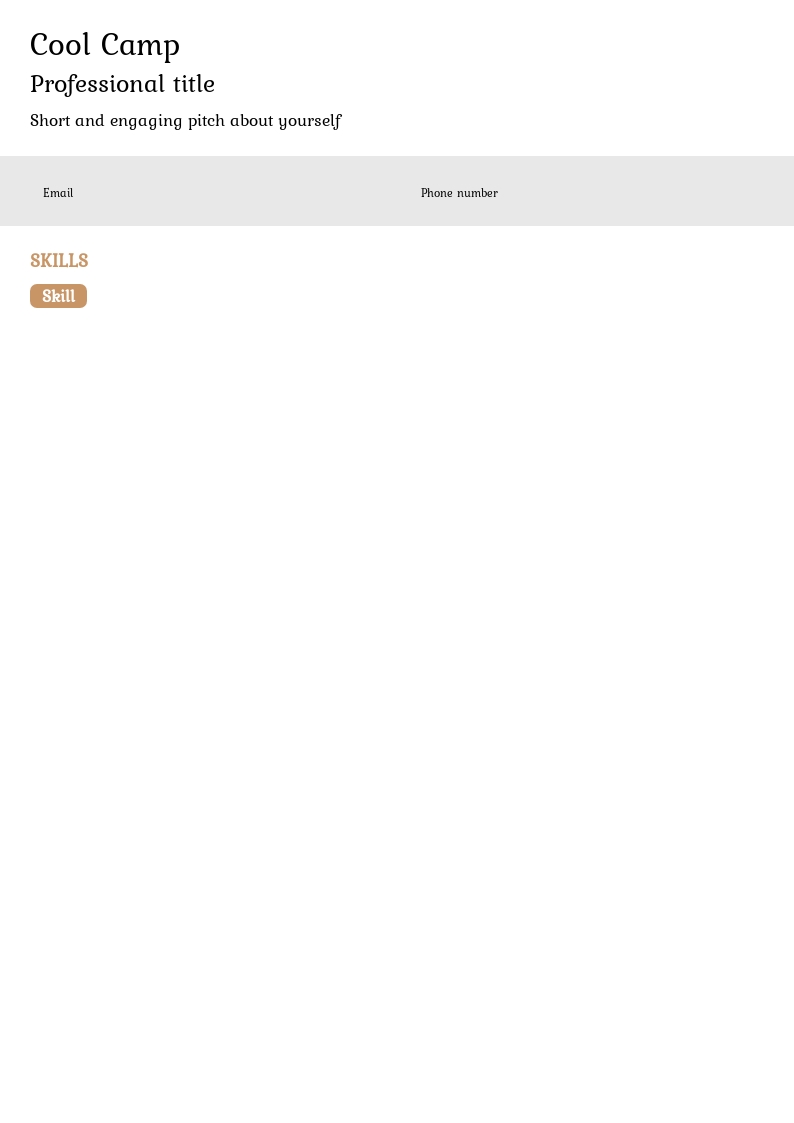 Cool Camp
Professional title
Short and engaging pitch about yourself
Email Phone number
SKILLS
Skill